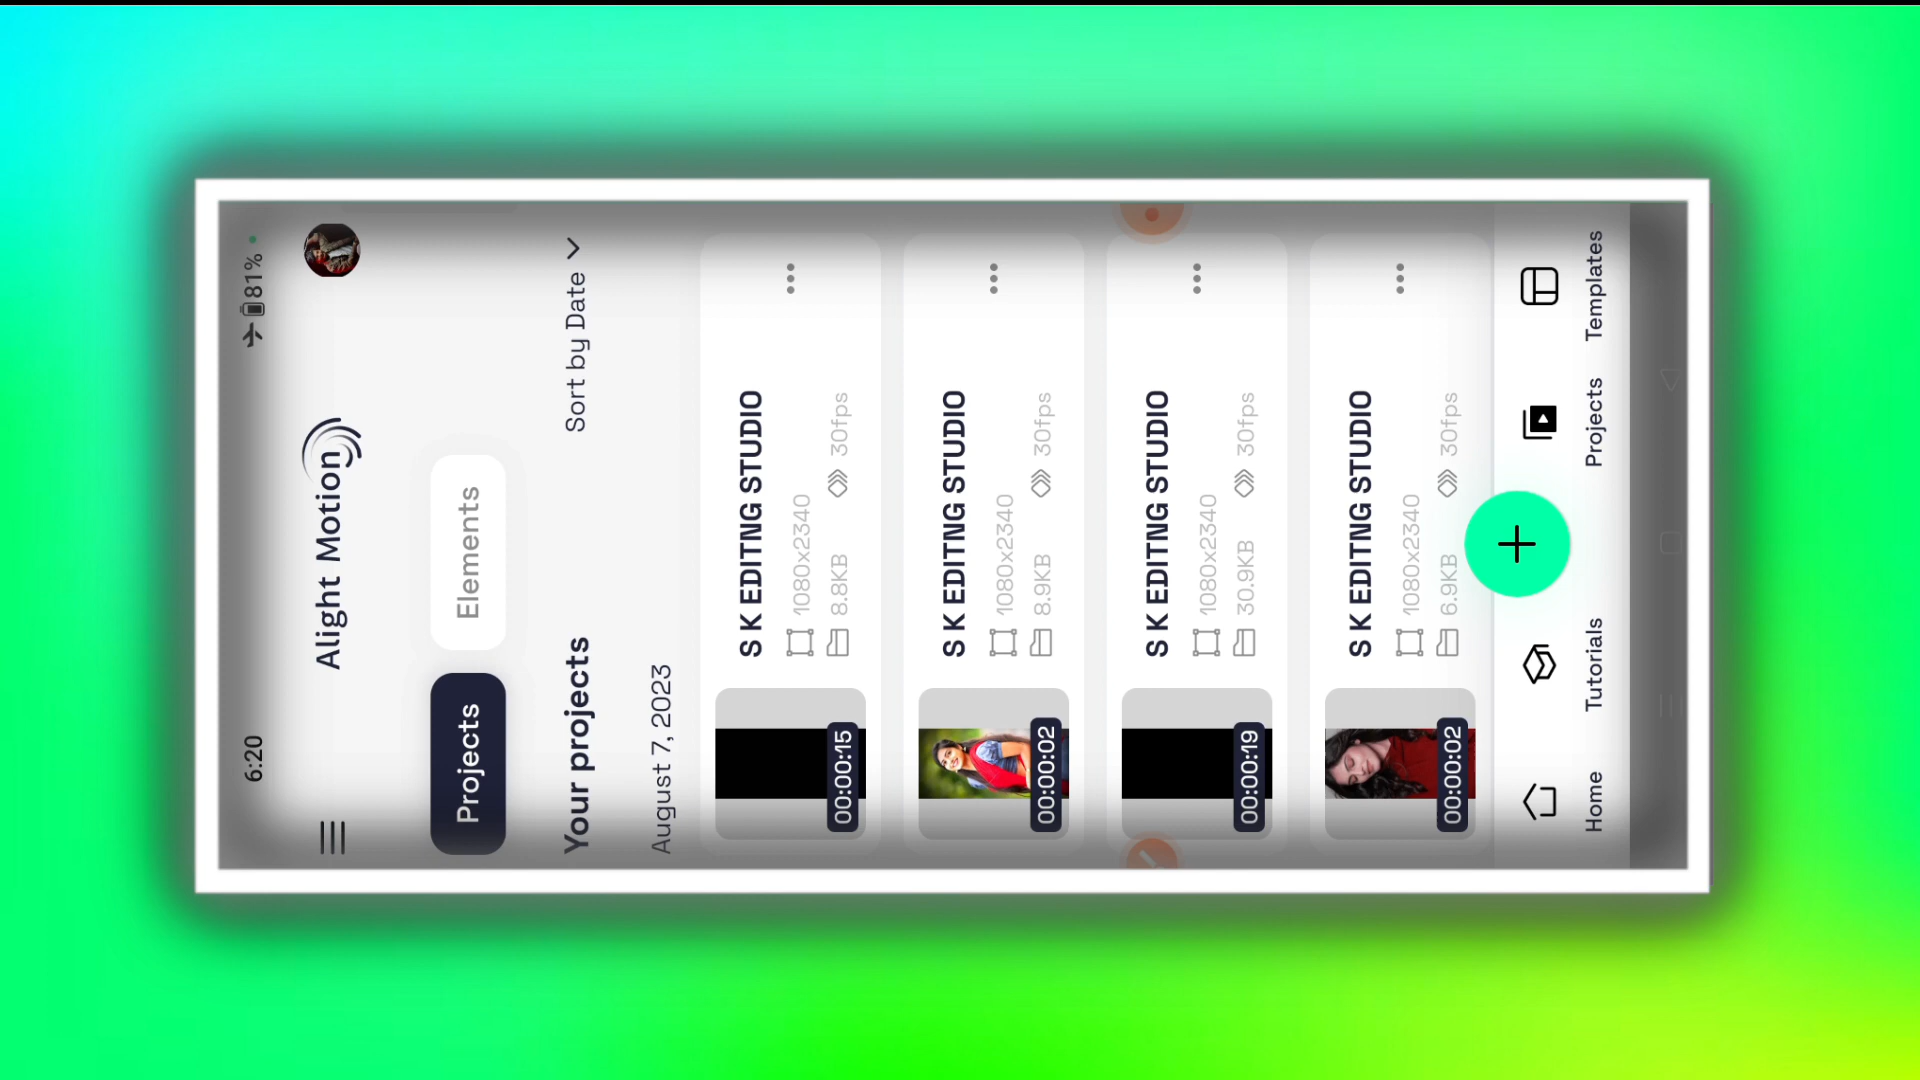 6:20
81%
Alight Motion
Projects
Elements
Your projects
Sort by Date
August 7, 2023
S K EDITNG STUDIO
1080x2340
8.8KB
30fps
00:00:15
S K EDITNG STUDIO
1080x2340
8.9KB
30fps
00:00:02
S K EDITNG STUDIO
1080x2340
30.9KB
30fps
00:00:19
S K EDITNG STUDIO
1080x2340
6.9KB
30fps
00:00:02
Home
Tutorials
Projects
Templates